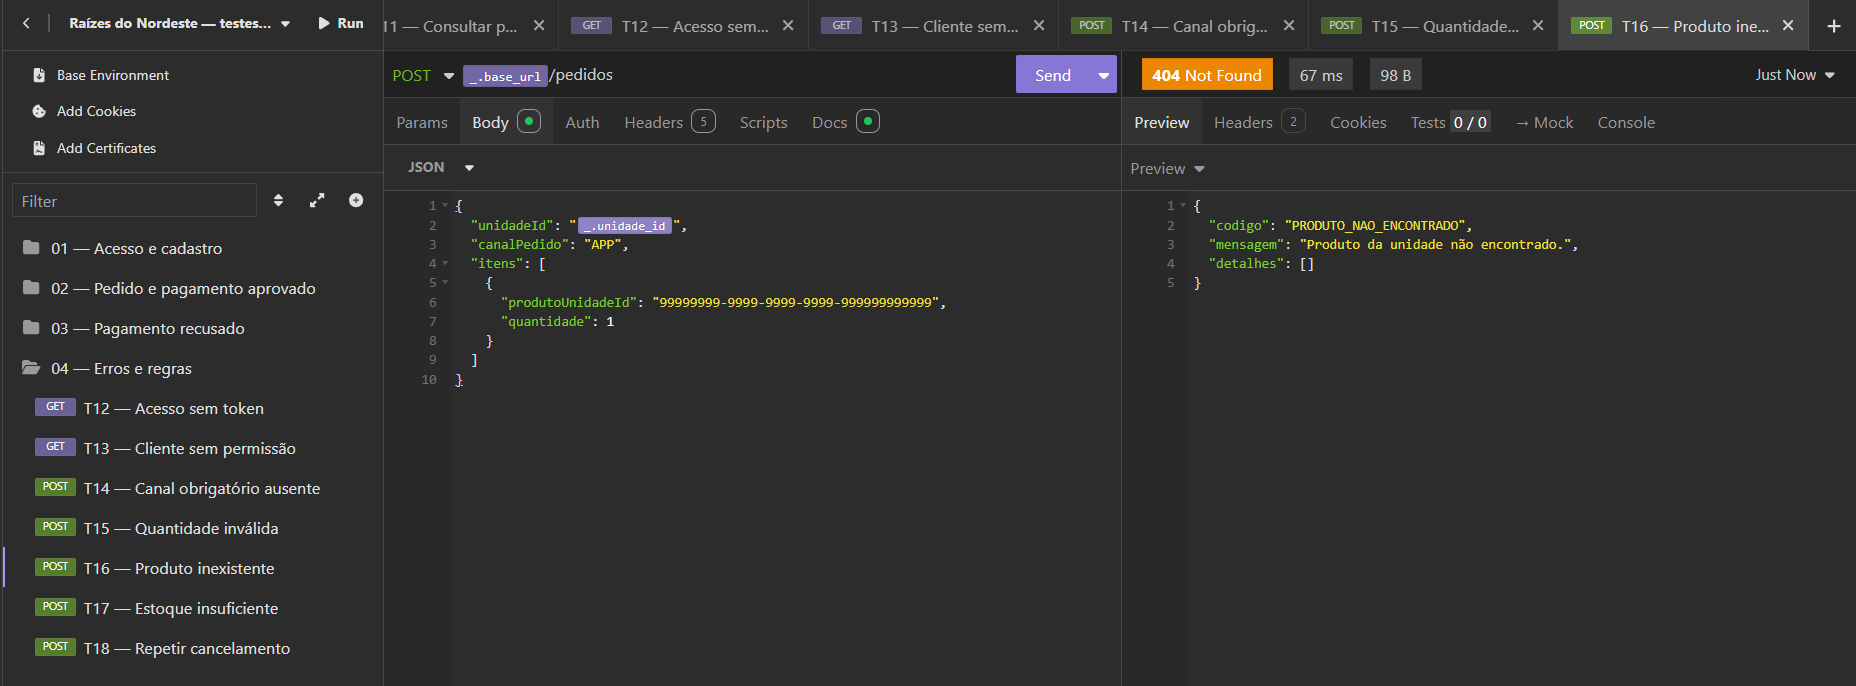 Raízes do Nordeste — testes...
Run
11 — Consultar p...
GET T12 — Acesso sem...
GET T13 — Cliente sem...
POST T14 — Canal obrig...
POST T15 — Quantidade...
POST T16 — Produto ine...
Base Environment
Add Cookies
Add Certificates
Filter
01 — Acesso e cadastro
02 — Pedido e pagamento aprovado
03 — Pagamento recusado
04 — Erros e regras
GET T12 — Acesso sem token
GET T13 — Cliente sem permissão
POST T14 — Canal obrigatório ausente
POST T15 — Quantidade inválida
POST T16 — Produto inexistente
POST T17 — Estoque insuficiente
POST T18 — Repetir cancelamento
POST _.base_url/pedidos
Send
Params Body Auth Headers 5 Scripts Docs
JSON
1 {
2 "unidadeId": "_.unidade_id",
3 "canalPedido": "APP",
4 "itens": [
5 {
6 "produtoUnidadeId": "99999999-9999-9999-9999-999999999999",
7 "quantidade": 1
8 }
9 ]
10 }
404 Not Found 67 ms 98 B Just Now
Preview Headers 2 Cookies Tests 0 / 0 → Mock Console
Preview
1 {
2 "codigo": "PRODUTO_NAO_ENCONTRADO",
3 "mensagem": "Produto da unidade não encontrado.",
4 "detalhes": []
5 }